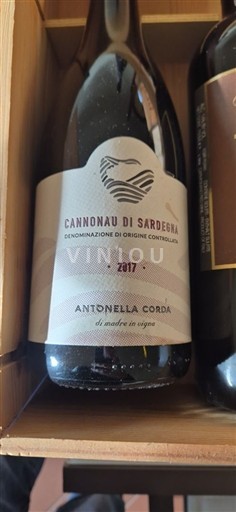 CANNONAU DI SARDEGNA
DENOMINAZIONE DI ORIGINE CONTROLLATA
VINIOU
· 2017 ·
ANTONELLA CORDA
di madre in vigna